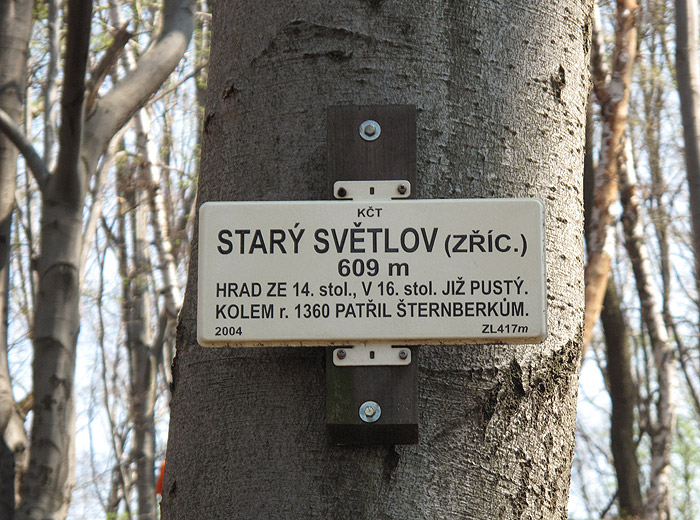 KČT
STARÝ SVĚTLOV (ZŘÍC.)
609 m
HRAD ZE 14. stol., V 16. stol. JIŽ PUSTÝ.
KOLEM r. 1360 PATŘIL ŠTERNBERKŮM.
2004 ZL417m